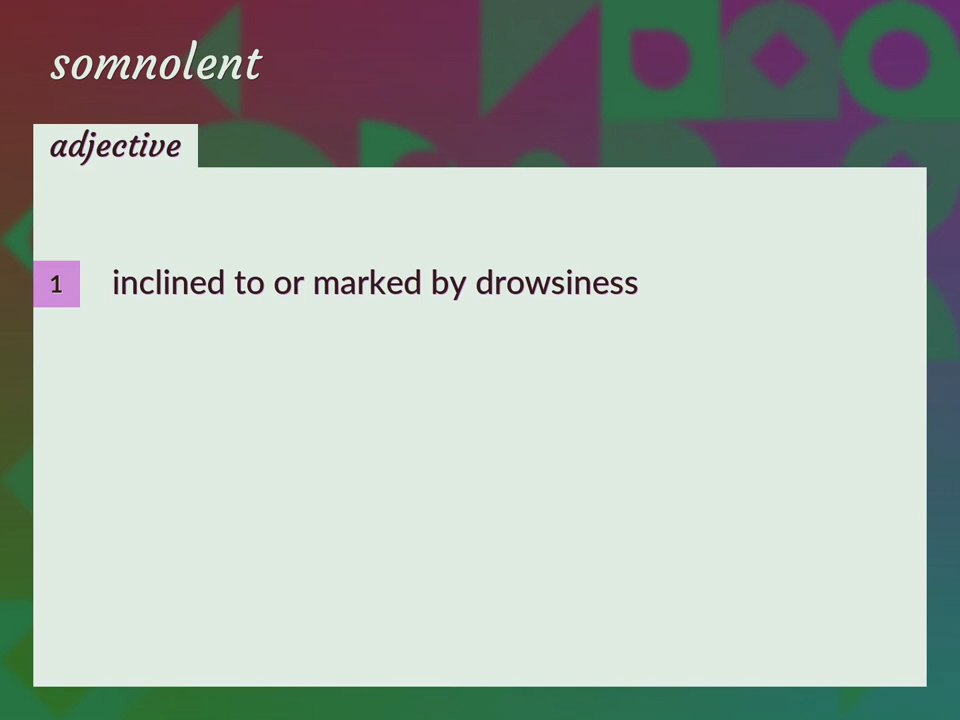 somnolent
adjective
1 inclined to or marked by drowsiness